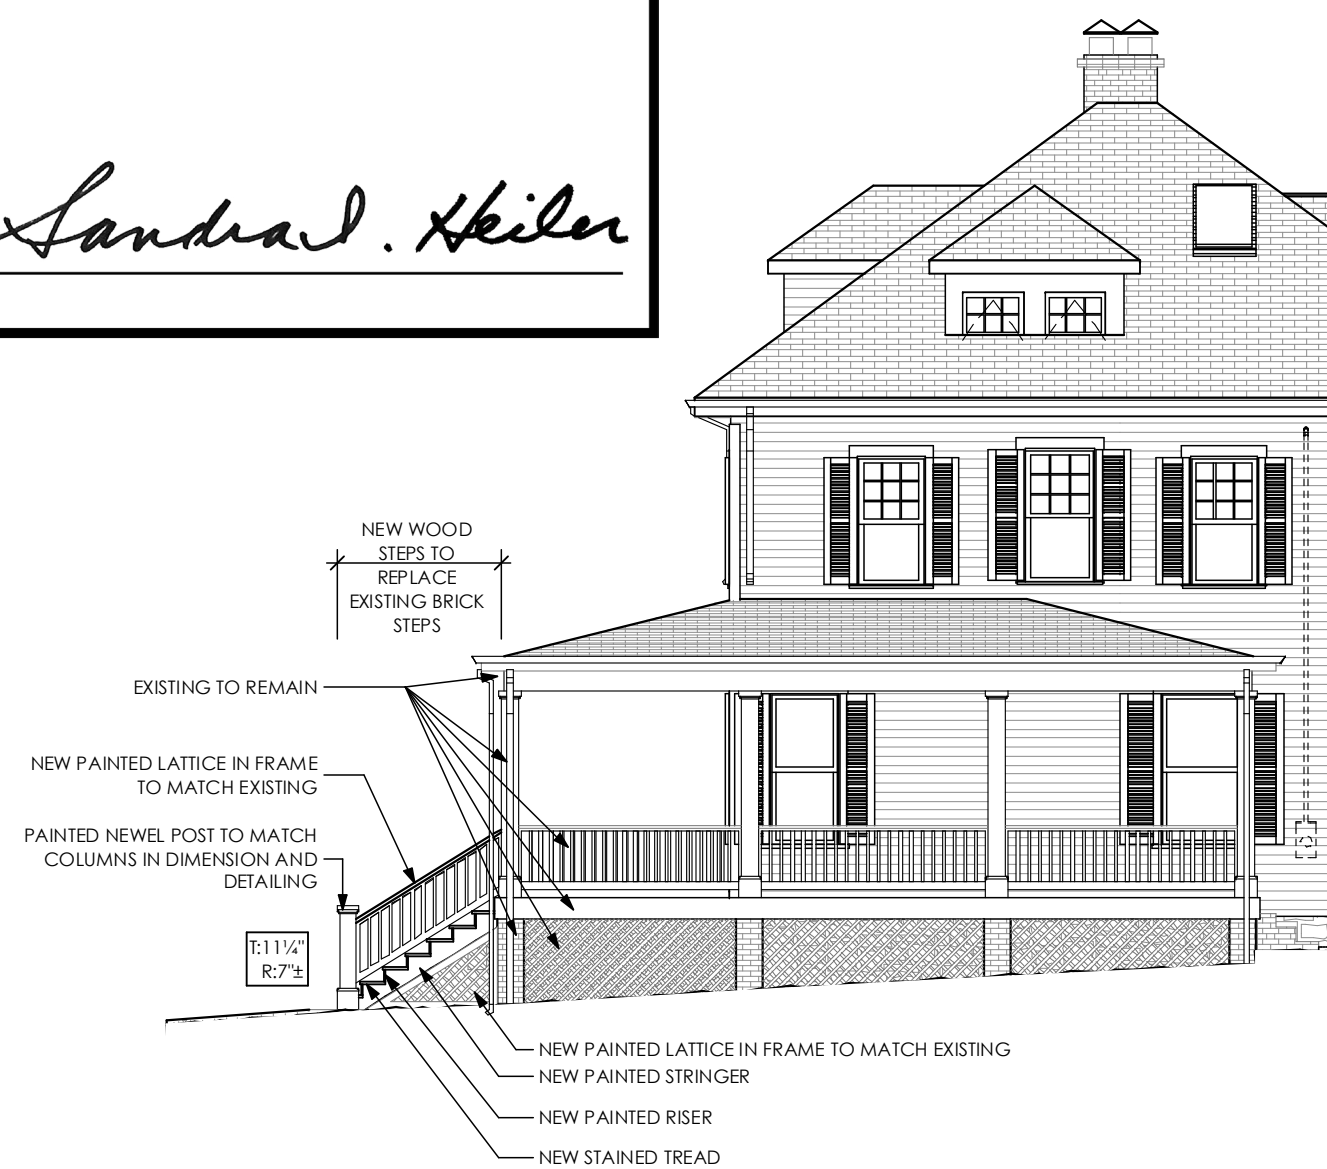 Sandra I. Heiler
NEW WOOD
STEPS TO
REPLACE
EXISTING BRICK
STEPS
EXISTING TO REMAIN
NEW PAINTED LATTICE IN FRAME
TO MATCH EXISTING
PAINTED NEWEL POST TO MATCH
COLUMNS IN DIMENSION AND
DETAILING
T:11¼"
R:7"±
NEW PAINTED LATTICE IN FRAME TO MATCH EXISTING
NEW PAINTED STRINGER
NEW PAINTED RISER
NEW STAINED TREAD